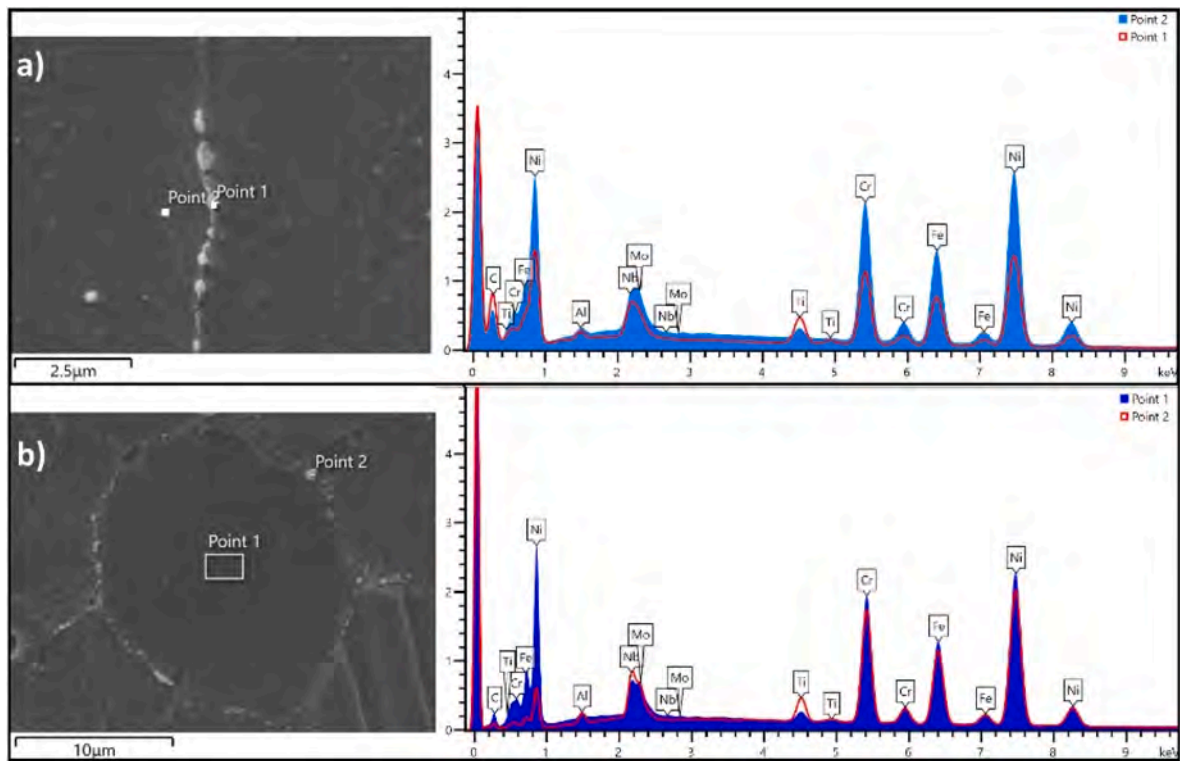 a)
Point 2
Point 1
2.5μm
Point 2
Point 1
4
3
2
1
0
C
Ti
Cr
Fe
Ni
Al
Nb
Mo
Nb
Mo
Ti
Ti
Cr
Cr
Fe
Fe
Ni
Ni
0 1 2 3 4 5 6 7 8 9 keV
b)
Point 2
Point 1
10μm
Point 1
Point 2
4
3
2
1
0
C
Ti
Cr
Fe
Ni
Al
Nb
Mo
Nb
Mo
Ti
Ti
Cr
Cr
Fe
Fe
Ni
Ni
0 1 2 3 4 5 6 7 8 9